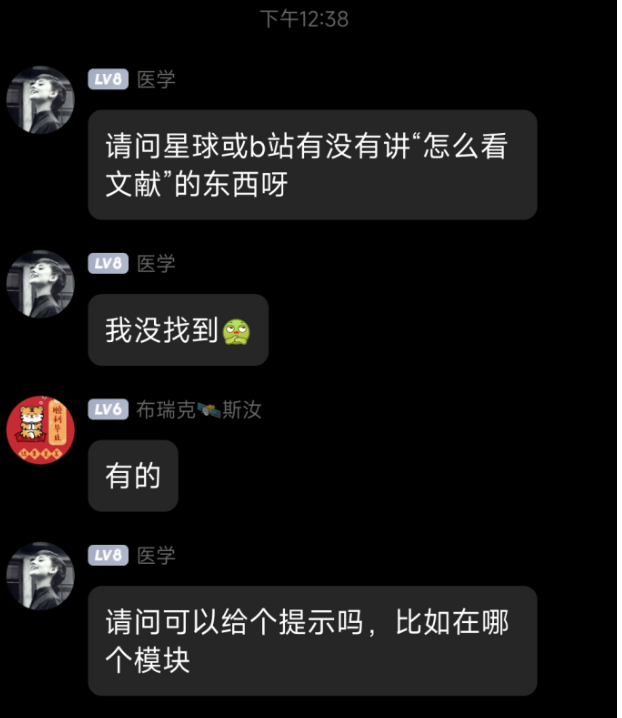 下午12:38
LV8 医学
请问星球或b站有没有讲“怎么看
文献”的东西呀
LV8 医学
我没找到
LV6 布瑞克🛰️斯汝
有的
LV8 医学
请问可以给个提示吗，比如在哪
个模块